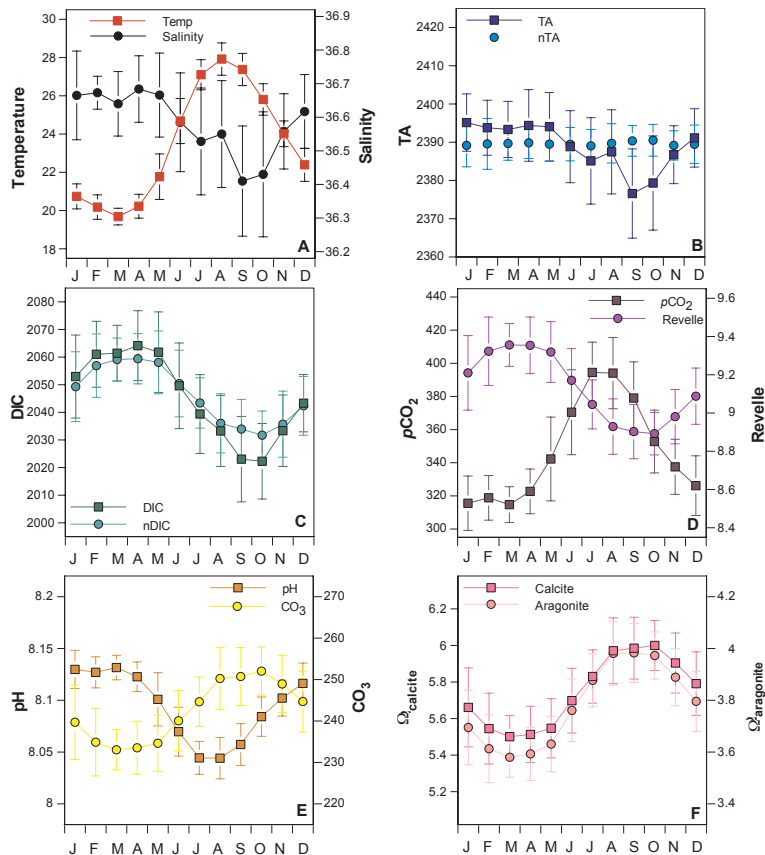 Temp
Salinity
30
28
26
24
22
20
18
Temperature
36.9
36.8
36.7
36.6
36.5
36.4
36.3
36.2
Salinity
A
J F M A M J J A S O N D
TA
nTA
2420
2410
2400
2390
2380
2370
2360
TA
B
J F M A M J J A S O N D
2080
2070
2060
2050
2040
2030
2020
2010
2000
DIC
DIC
nDIC
C
J F M A M J J A S O N D
pCO2
Revelle
440
420
400
380
360
340
320
300
pCO2
9.6
9.4
9.2
9
8.8
8.6
8.4
Revelle
D
J F M A M J J A S O N D
pH
CO3
8.2
8.15
8.1
8.05
8
pH
270
260
250
240
230
220
CO3
E
J F M A M J J A S O N D
Calcite
Aragonite
6.2
6
5.8
5.6
5.4
5.2
Ωcalcite
4.2
4
3.8
3.6
3.4
Ωaragonite
F
J F M A M J J A S O N D